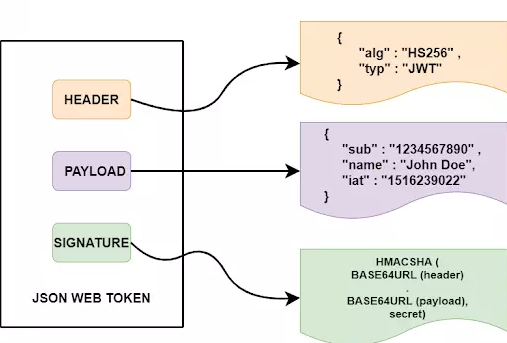 HEADER
PAYLOAD
SIGNATURE
JSON WEB TOKEN
{
"alg" : "HS256" ,
"typ" : "JWT"
}
{
"sub" : "1234567890" ,
"name" : "John Doe",
"iat" : "1516239022"
}
HMACSHA (
BASE64URL (header)
.
BASE64URL (payload),
secret)